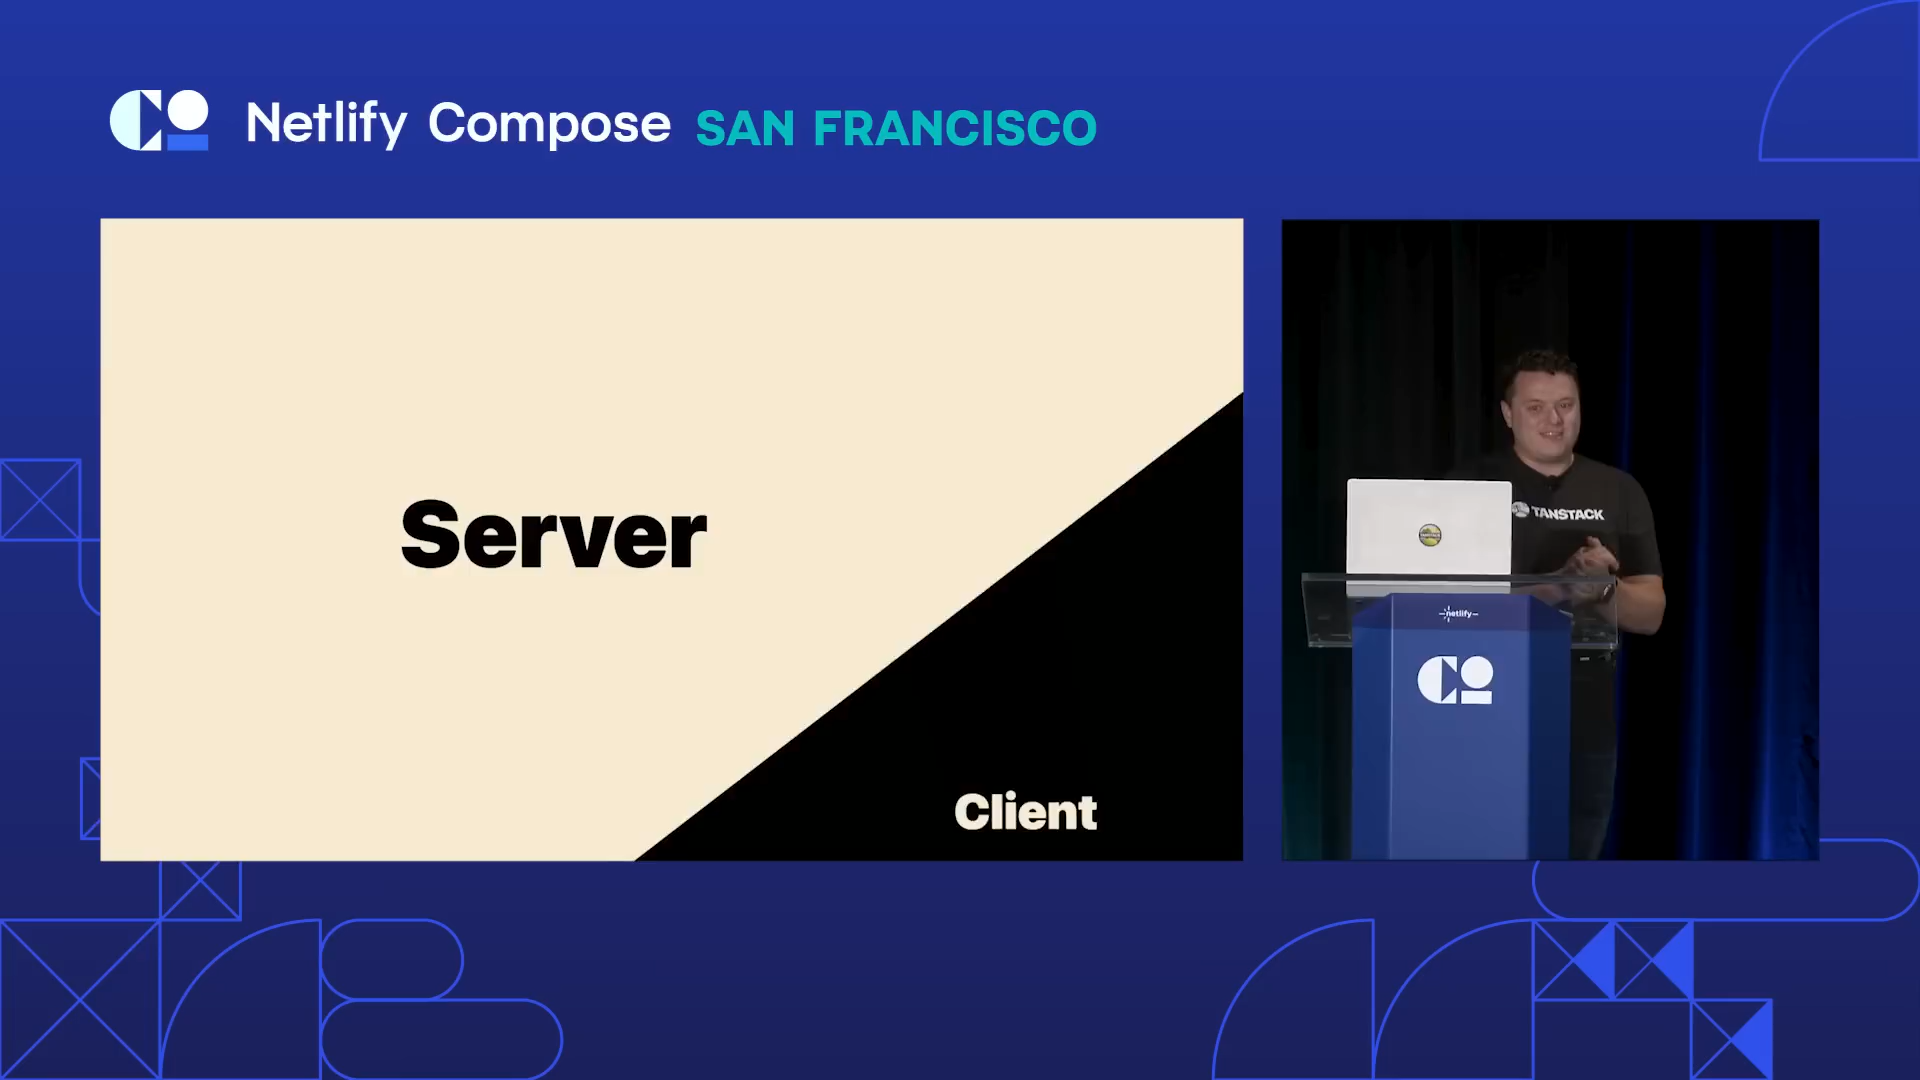 Netlify Compose SAN FRANCISCO
Server
Client
TANSTACK
netlify